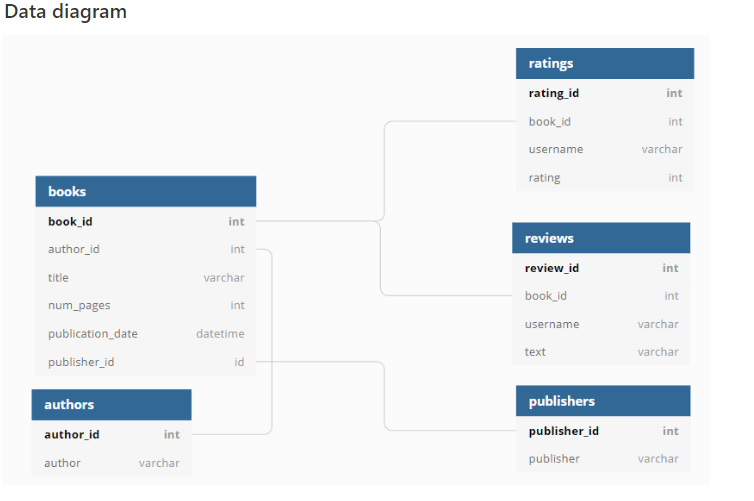 Data diagram
ratings
rating_id int
book_id int
username varchar
rating int
books
book_id int
author_id int
title varchar
num_pages int
publication_date datetime
publisher_id id
reviews
review_id int
book_id int
username varchar
text varchar
authors
author_id int
author varchar
publishers
publisher_id int
publisher varchar